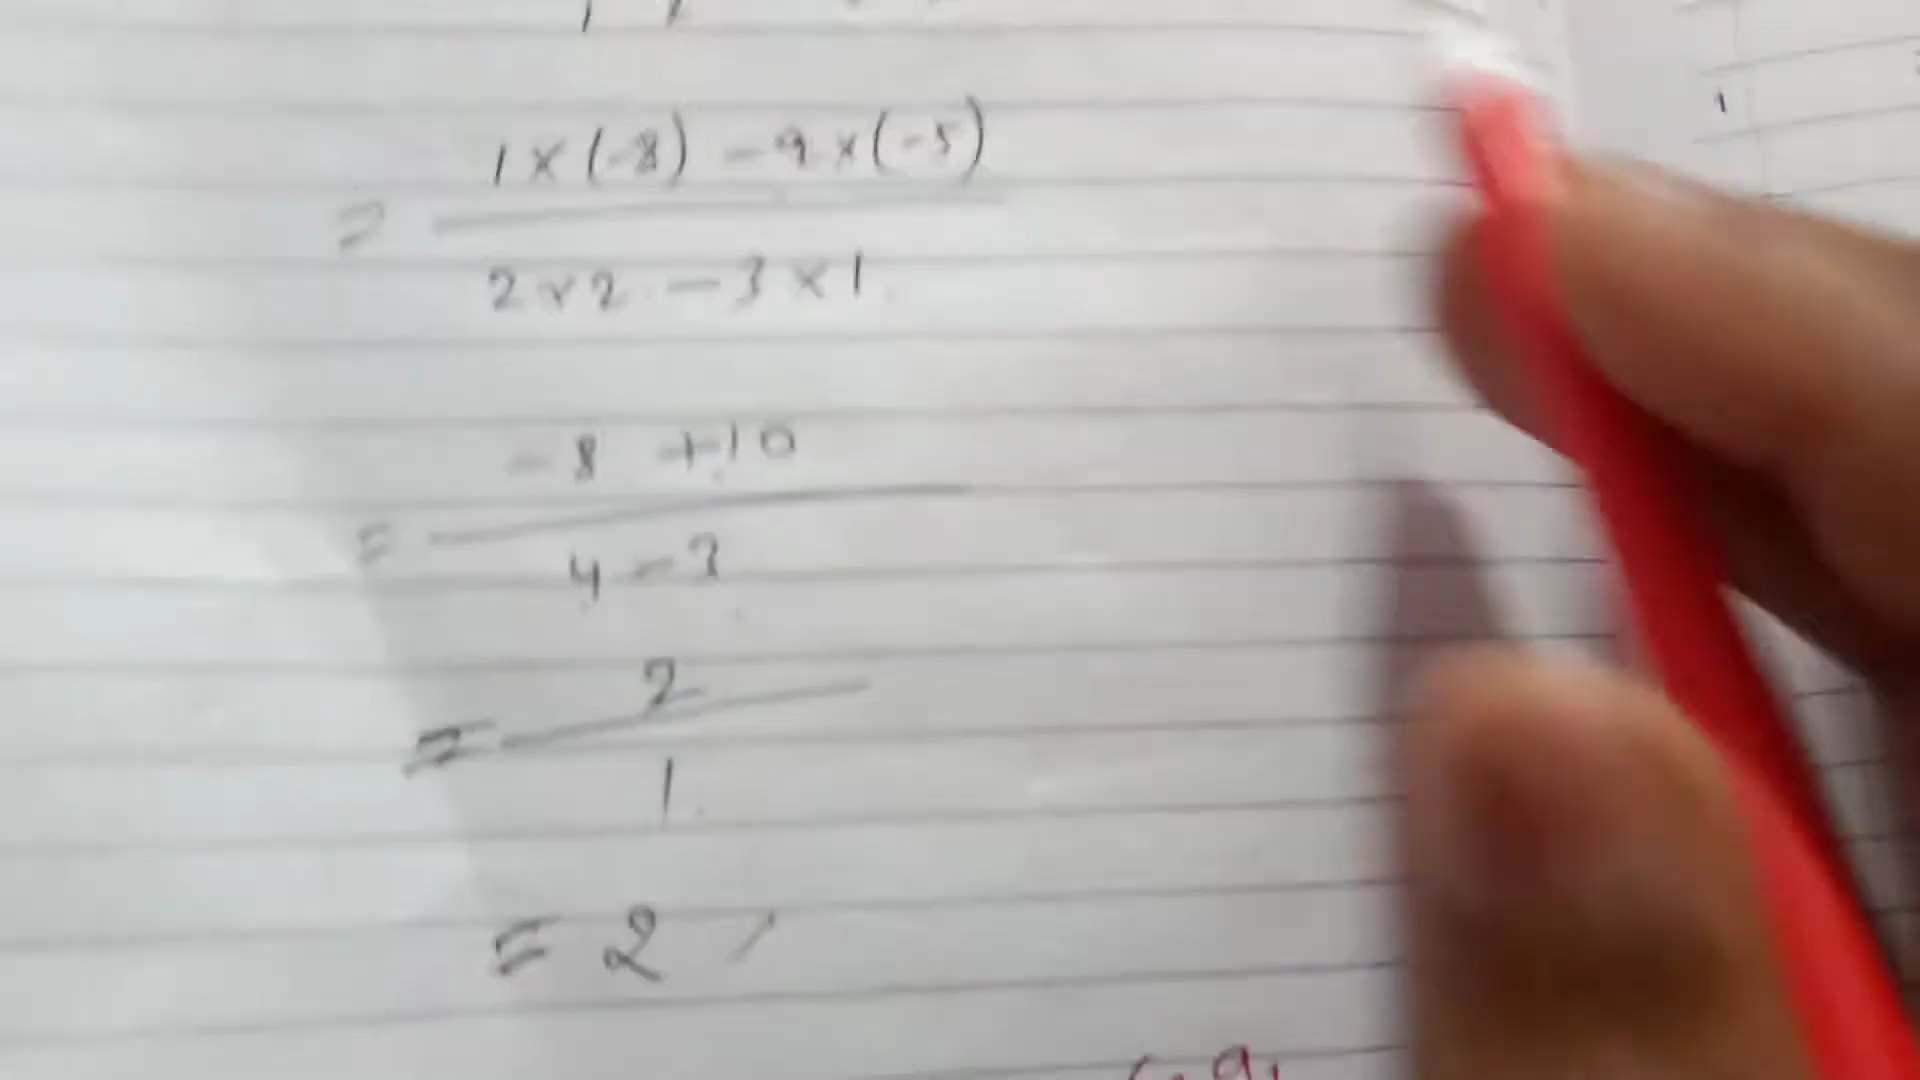 1 × (-8) - 2 × (-5)
=
2 × 2 - 3 × 1
-8 + 10
=
4 - 3
2
=
1
= 2